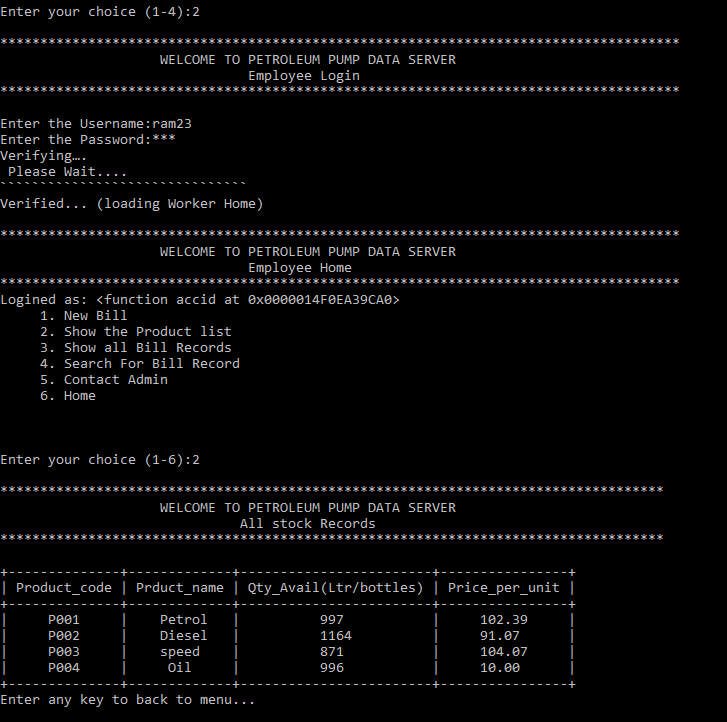 Enter your choice (1-4):2
*************************************************************************************
WELCOME TO PETROLEUM PUMP DATA SERVER
Employee Login
*************************************************************************************
Enter the Username:ram23
Enter the Password:***
Verifying….
Please Wait....
```````````````````````````````
Verified... (loading Worker Home)
*************************************************************************************
WELCOME TO PETROLEUM PUMP DATA SERVER
Employee Home
*************************************************************************************
Logined as: <function accid at 0x0000014F0EA39CA0>
1. New Bill
2. Show the Product list
3. Show all Bill Records
4. Search For Bill Record
5. Contact Admin
6. Home
Enter your choice (1-6):2
***********************************************************************************
WELCOME TO PETROLEUM PUMP DATA SERVER
All stock Records
***********************************************************************************
+--------------+-------------+------------------------+----------------+
| Product_code | Prduct_name | Qty_Avail(Ltr/bottles) | Price_per_unit |
+--------------+-------------+------------------------+----------------+
| P001 | Petrol | 997 | 102.39 |
| P002 | Diesel | 1164 | 91.07 |
| P003 | speed | 871 | 104.07 |
| P004 | Oil | 996 | 10.00 |
+--------------+-------------+------------------------+----------------+
Enter any key to back to menu...